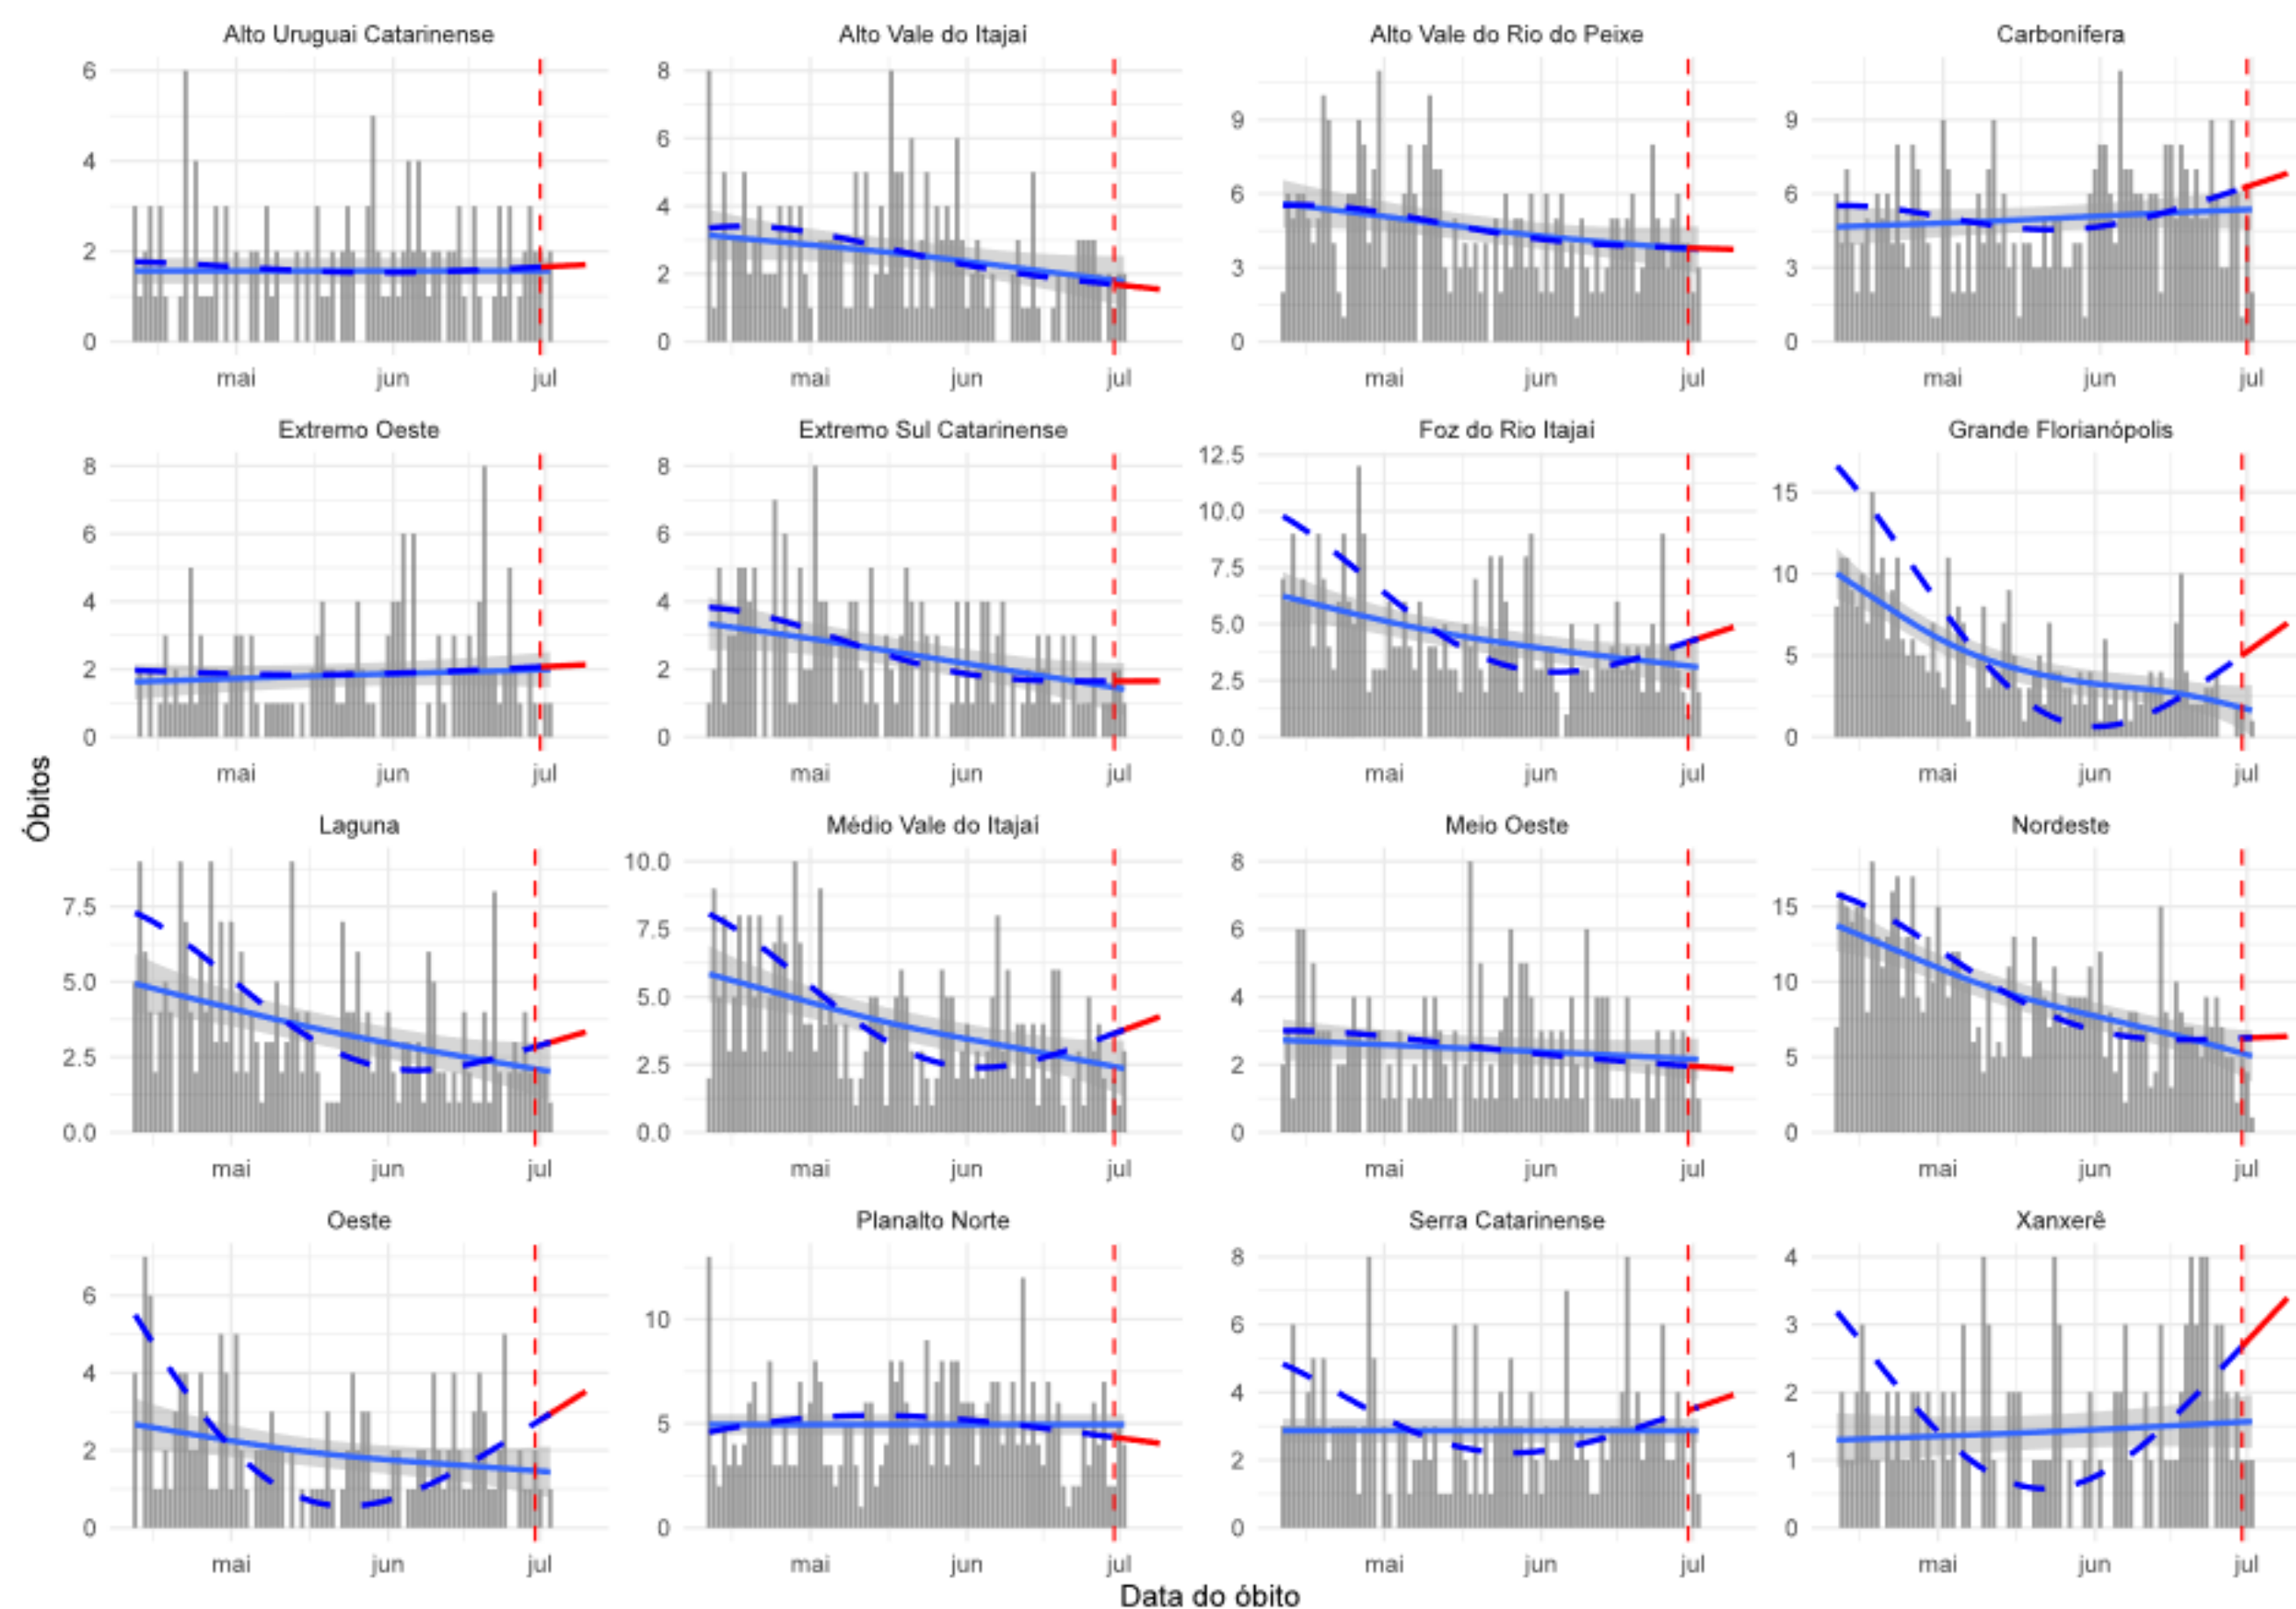 Alto Uruguai Catarinense
Alto Vale do Itajaí
Alto Vale do Rio do Peixe
Carbonífera
6
4
2
0
mai jun jul
8
6
4
2
0
mai jun jul
9
6
3
0
mai jun jul
9
6
3
0
mai jun jul
Extremo Oeste
Extremo Sul Catarinense
Foz do Rio Itajaí
Grande Florianópolis
8
6
4
2
0
mai jun jul
8
6
4
2
0
mai jun jul
12.5
10.0
7.5
5.0
2.5
0.0
mai jun jul
15
10
5
0
mai jun jul
Óbitos
Laguna
Médio Vale do Itajaí
Meio Oeste
Nordeste
7.5
5.0
2.5
0.0
mai jun jul
10.0
7.5
5.0
2.5
0.0
mai jun jul
8
6
4
2
0
mai jun jul
15
10
5
0
mai jun jul
Oeste
Planalto Norte
Serra Catarinense
Xanxerê
6
4
2
0
mai jun jul
10
5
0
mai jun jul
8
6
4
2
0
mai jun jul
4
3
2
1
0
mai jun jul
Data do óbito